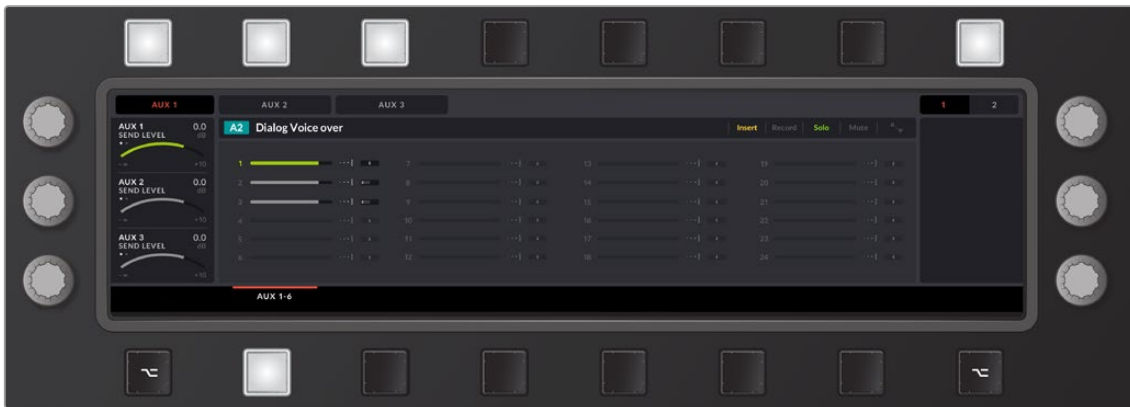 AUX 1 AUX 2 AUX 3 1 2
AUX 1 0.0
SEND LEVEL dB
-∞ +10
AUX 2 0.0
SEND LEVEL dB
-∞ +10
AUX 3 0.0
SEND LEVEL dB
-∞ +10
A2 Dialog Voice over Insert Record Solo Mute
1 7 13 19
2 8 14 20
3 9 15 21
4 10 16 22
5 11 17 23
6 12 18 24
AUX 1-6